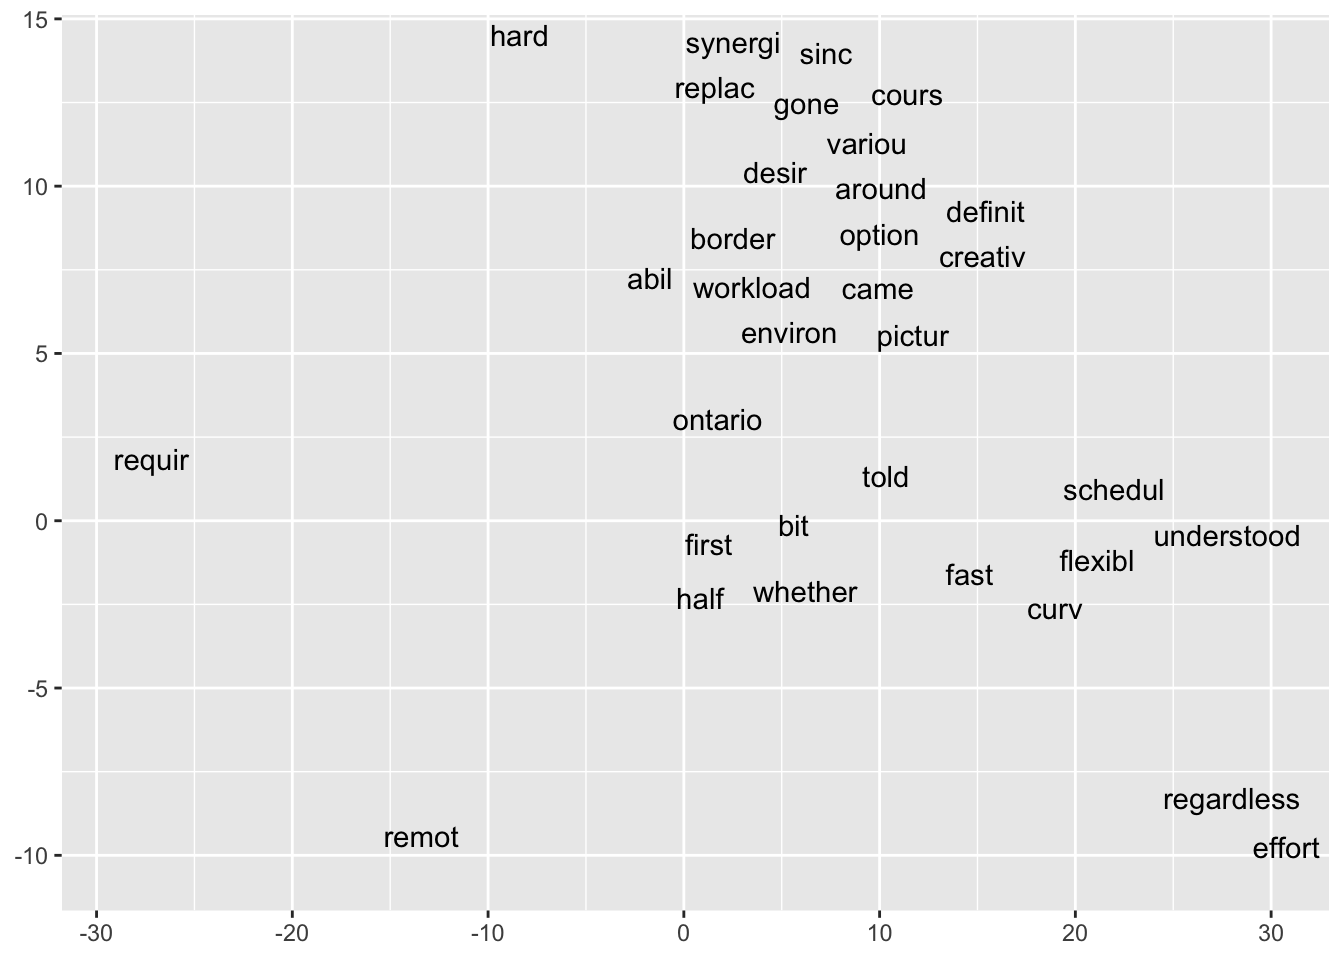 15
hard
synergi
sinc
replac
gone
cours
variou
desir
10
around
definit
border
option
creativ
abil
workload
came
environ
pictur
5
ontario
requir
told
schedul
0
bit
first
understood
flexibl
fast
half
whether
curv
-5
regardless
remot
effort
-10
-30 -20 -10 0 10 20 30